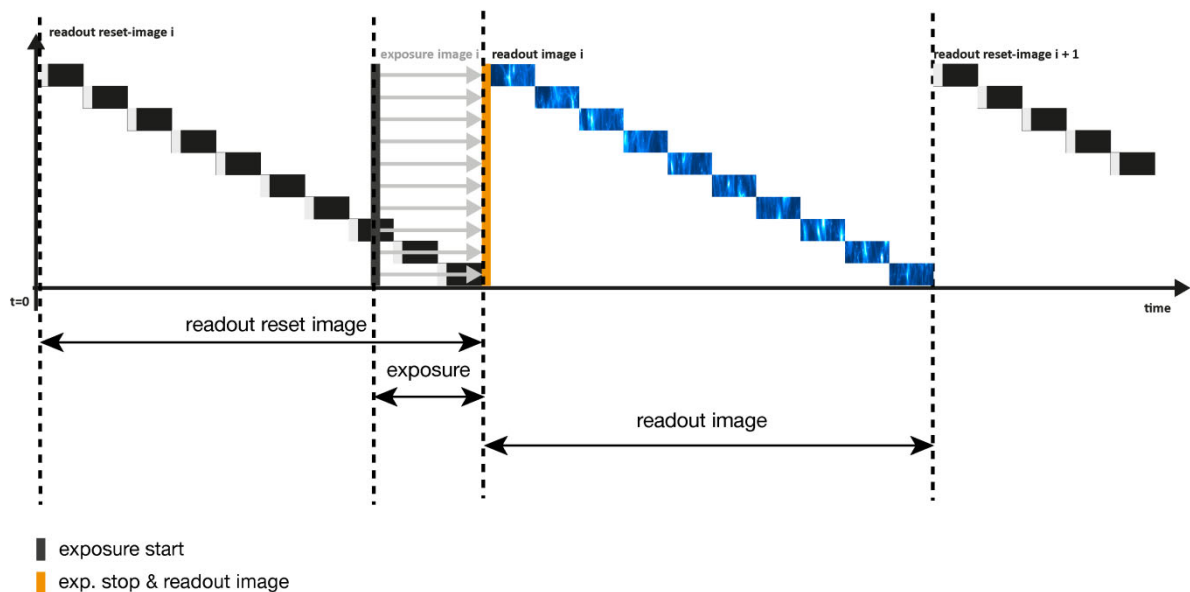 readout reset-image i
exposure image i
readout image i
readout reset-image i + 1
t=0
time
readout reset image
exposure
readout image
exposure start
exp. stop & readout image